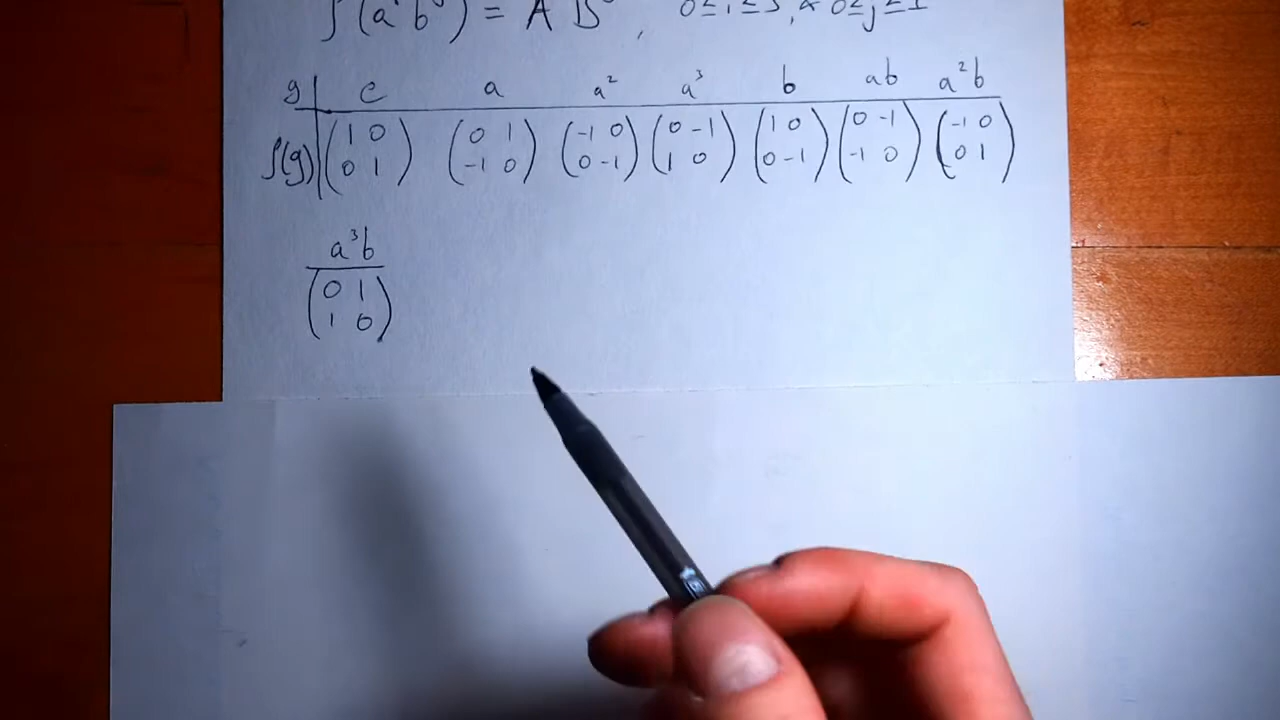 ρ(aⁱbʲ) = AⁱBʲ, 0≤i≤3, & 0≤j≤1
g | e a a² a³ b ab a²b
ρ(g) | (1 0 (0 1 (-1 0 (0 -1 (1 0 (0 -1 (-1 0
0 1) -1 0) 0 -1) 1 0) 0 -1) -1 0) 0 1)
a³b
(0 1
1 0)